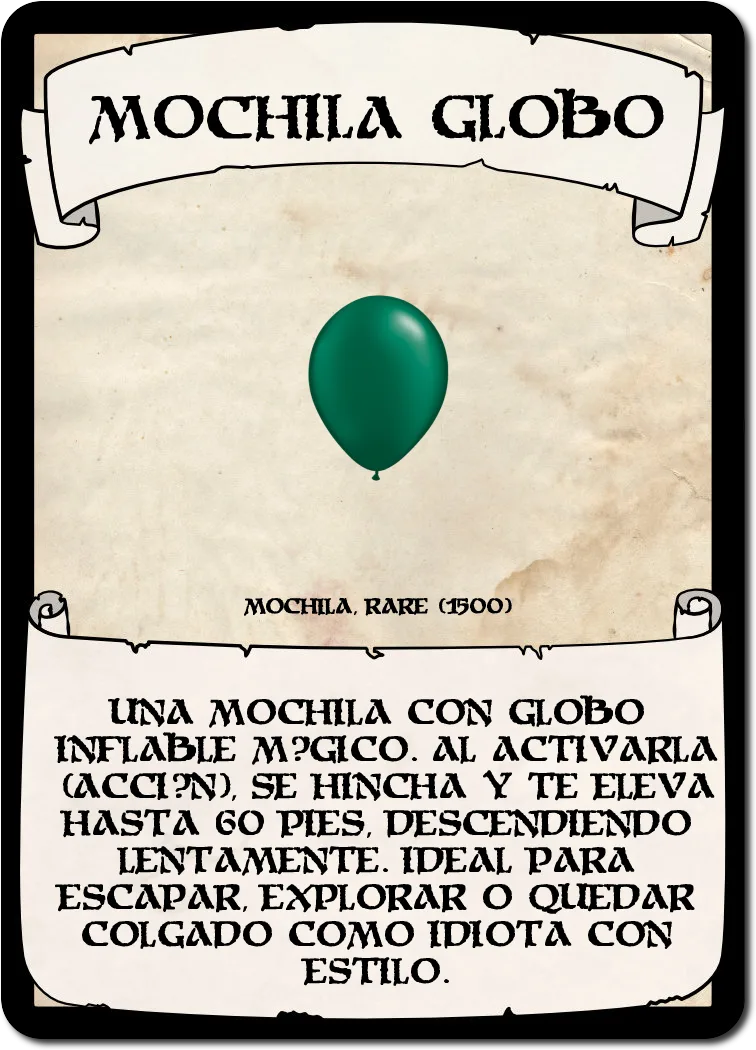 MOCHILA GLOBO
MOCHILA, RARE (1500)
UNA MOCHILA CON GLOBO
INFLABLE M?GICO. AL ACTIVARLA
(ACCI?N), SE HINCHA Y TE ELEVA
HASTA 60 PIES, DESCENDIENDO
LENTAMENTE. IDEAL PARA
ESCAPAR, EXPLORAR O QUEDAR
COLGADO COMO IDIOTA CON
ESTILO.